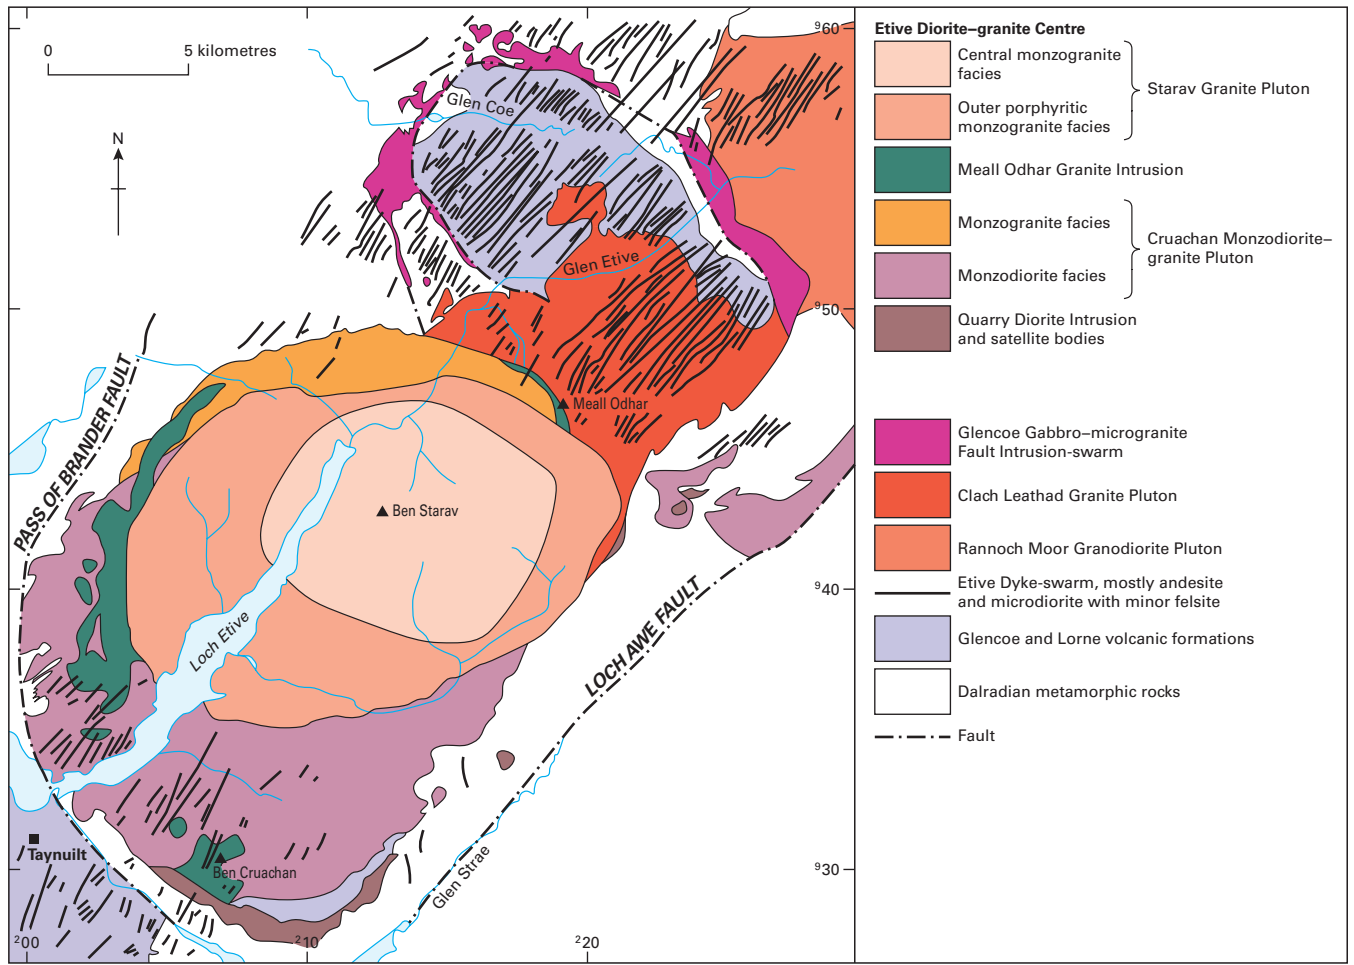 0 5 kilometres
N
⁹60
⁹50
⁹40
⁹30
²00
²10
²20
Glen Coe
Glen Etive
Meall Odhar
Ben Starav
PASS OF BRANDER FAULT
Loch Etive
LOCH AWE FAULT
Taynuilt
Ben Cruachan
Glen Strae
Etive Diorite–granite Centre
Central monzogranite
facies
Outer porphyritic
monzogranite facies
Starav Granite Pluton
Meall Odhar Granite Intrusion
Monzogranite facies
Monzodiorite facies
Cruachan Monzodiorite–
granite Pluton
Quarry Diorite Intrusion
and satellite bodies
Glencoe Gabbro–microgranite
Fault Intrusion-swarm
Clach Leathad Granite Pluton
Rannoch Moor Granodiorite Pluton
Etive Dyke-swarm, mostly andesite
and microdiorite with minor felsite
Glencoe and Lorne volcanic formations
Dalradian metamorphic rocks
Fault